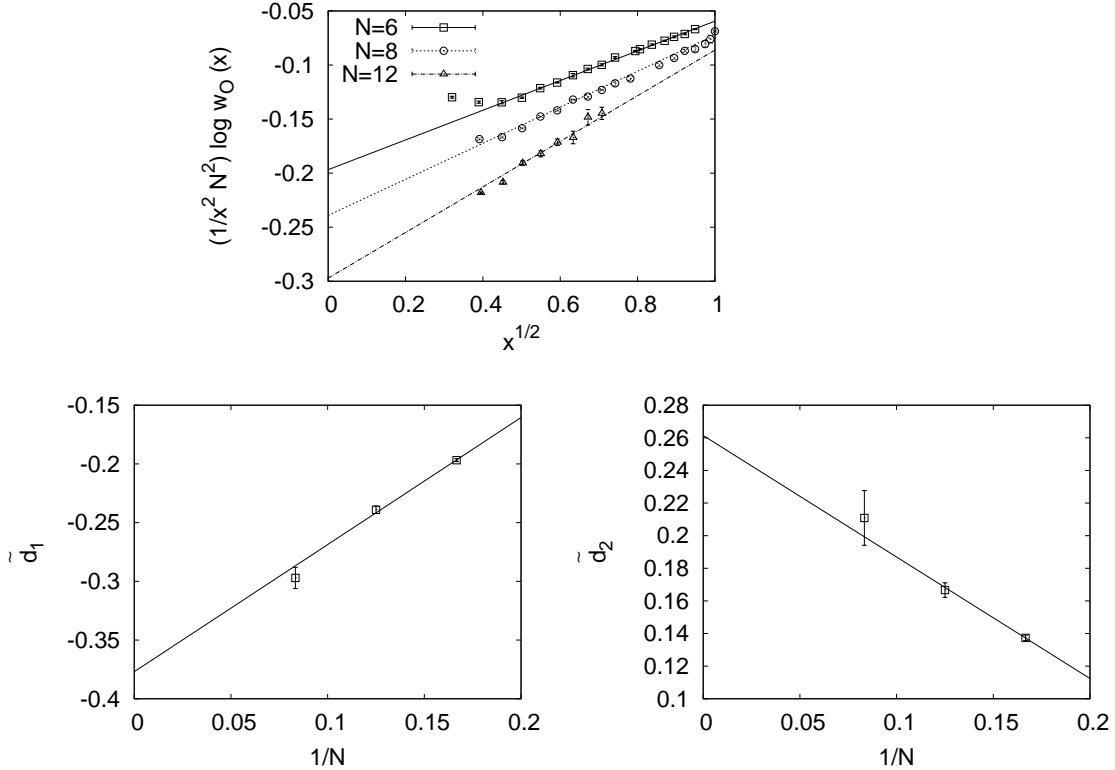 -0.05
-0.1
-0.15
-0.2
-0.25
-0.3
(1/x² N²) log w_O (x)
N=6
N=8
N=12
0 0.2 0.4 0.6 0.8 1
x^{1/2}
-0.15
-0.2
-0.25
-0.3
-0.35
-0.4
d̃₁
0 0.05 0.1 0.15 0.2
1/N
0.28
0.26
0.24
0.22
0.2
0.18
0.16
0.14
0.12
0.1
d̃₂
0 0.05 0.1 0.15 0.2
1/N